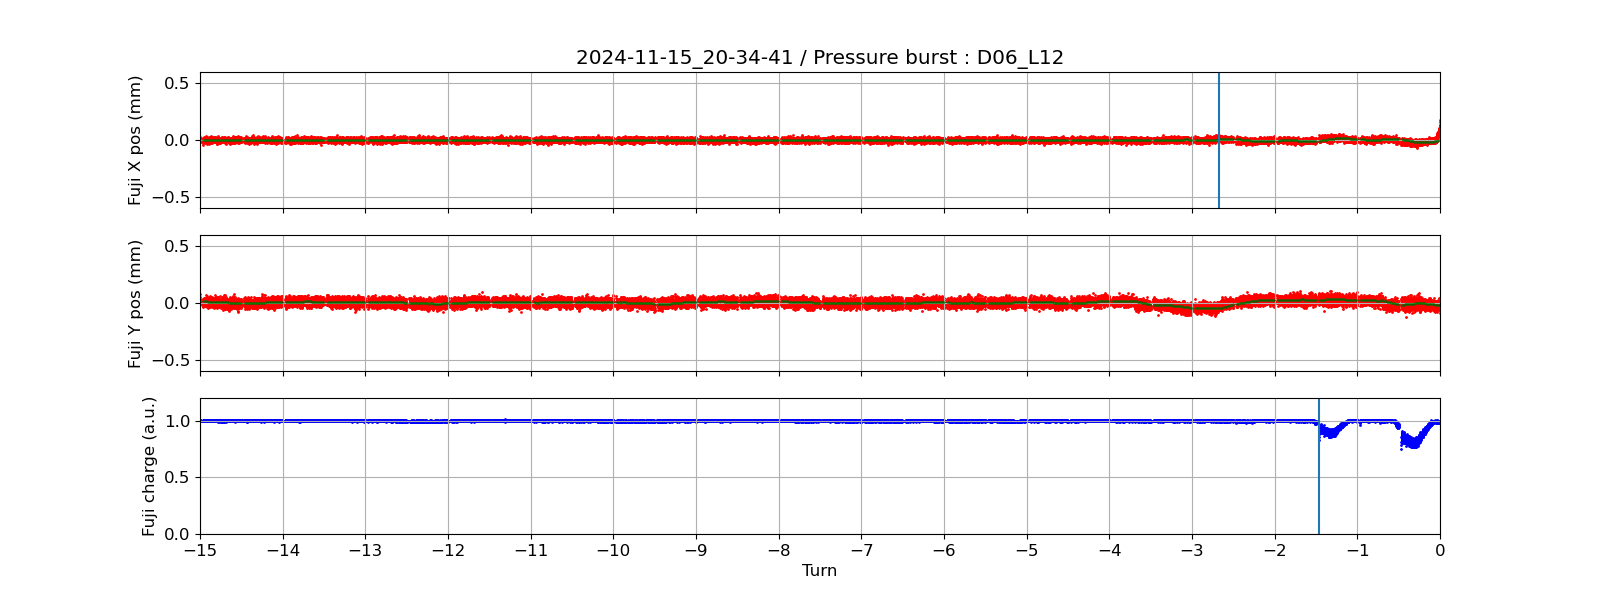 2024-11-15_20-34-41 / Pressure burst : D06_L12
Fuji X pos (mm)
0.5
0.0
−0.5
Fuji Y pos (mm)
0.5
0.0
−0.5
Fuji charge (a.u.)
1.0
0.5
0.0
−15 −14 −13 −12 −11 −10 −9 −8 −7 −6 −5 −4 −3 −2 −1 0
Turn